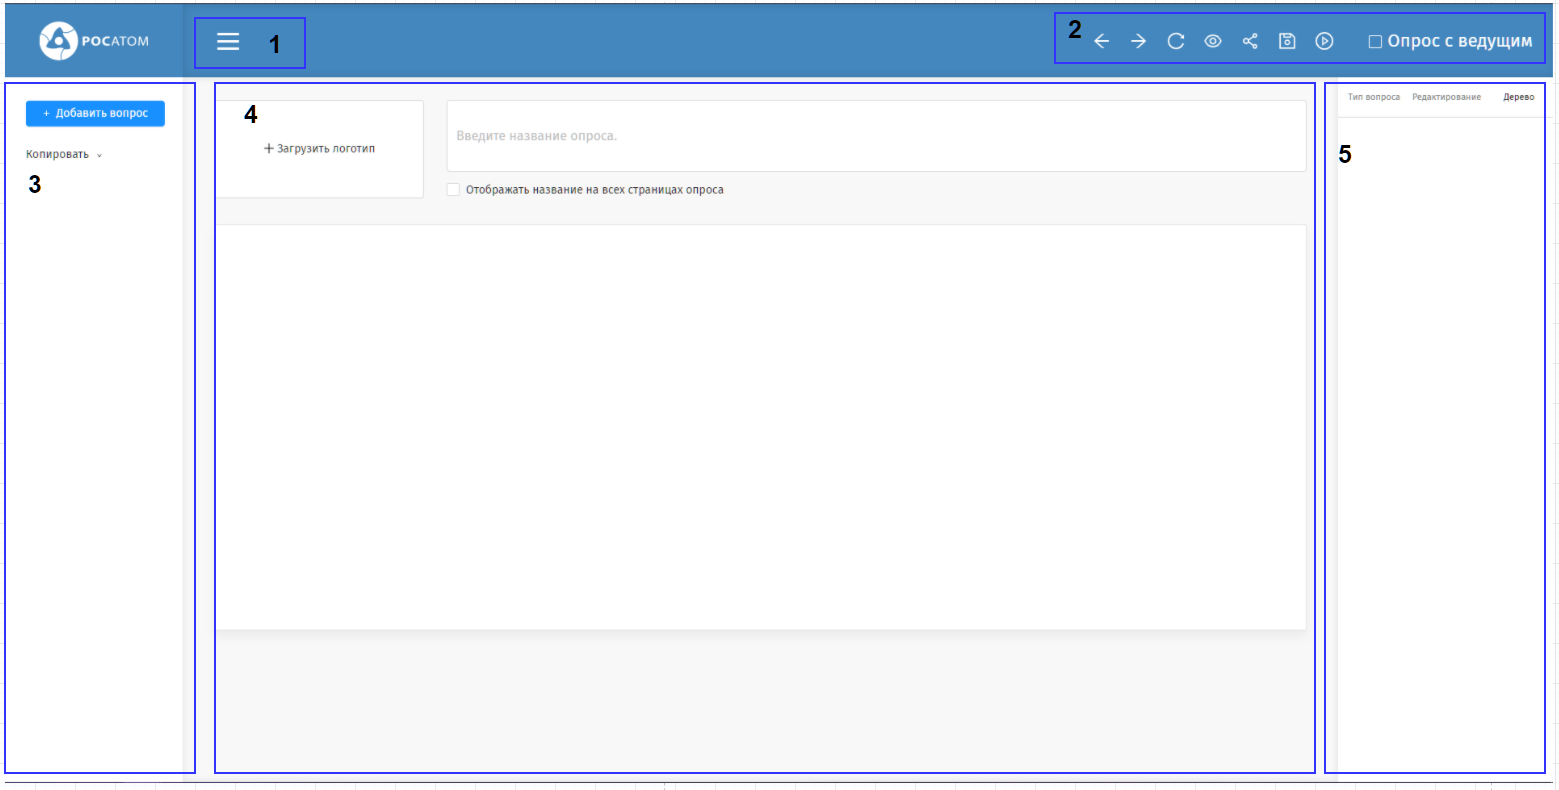 РОСАТОМ
1
2
Опрос с ведущим
+ Добавить вопрос
Копировать
3
4
+ Загрузить логотип
Введите название опроса.
Отображать название на всех страницах опроса
Тип вопроса Редактирование Дерево
5